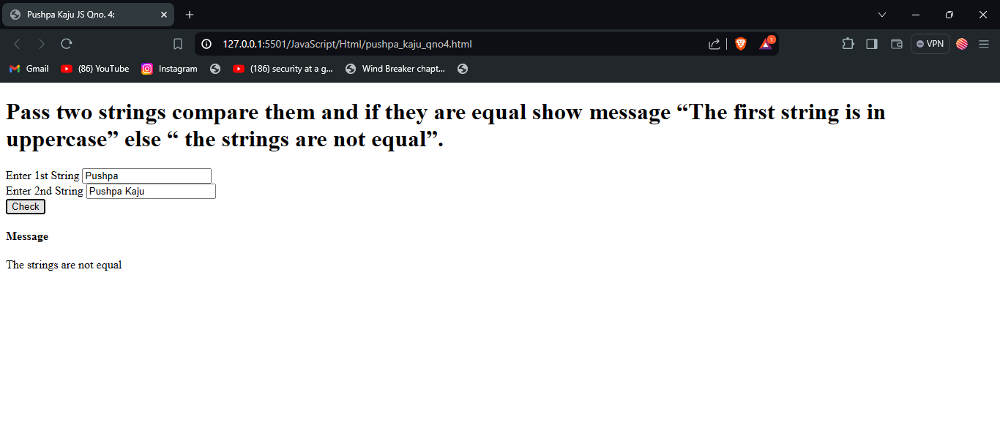 Pushpa Kaju JS Qno. 4:
127.0.0.1:5501/JavaScript/Html/pushpa_kaju_qno4.html
1
VPN
Gmail (86) YouTube Instagram (186) security at a g... Wind Breaker chapt...
Pass two strings compare them and if they are equal show message “The first string is in
uppercase” else “ the strings are not equal”.
Enter 1st String Pushpa
Enter 2nd String Pushpa Kaju
Check
Message
The strings are not equal